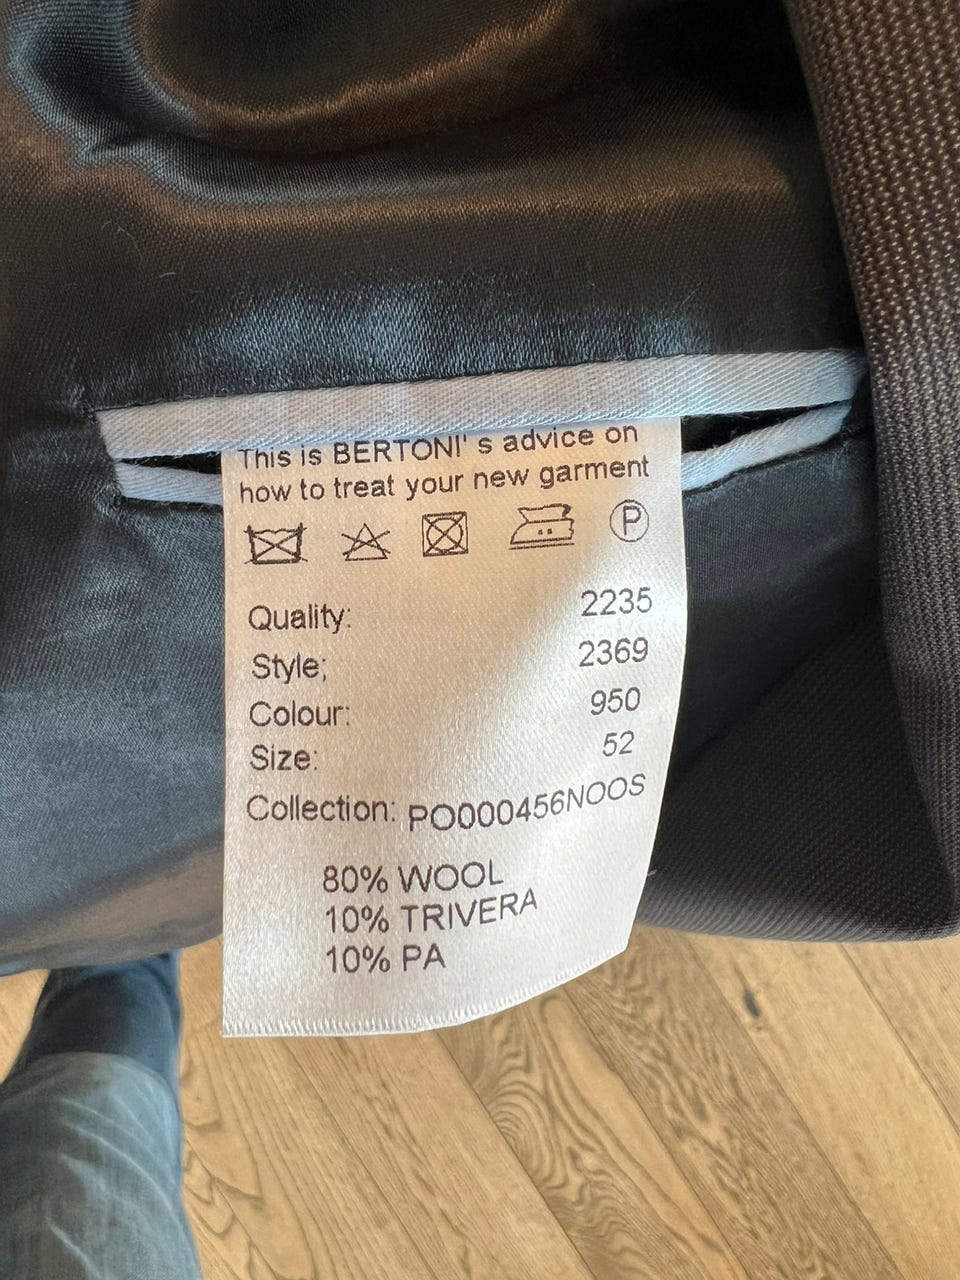 This is BERTONI' s advice on
how to treat your new garment
P
Quality: 2235
Style; 2369
Colour: 950
Size: 52
Collection: PO000456NOOS
80% WOOL
10% TRIVERA
10% PA